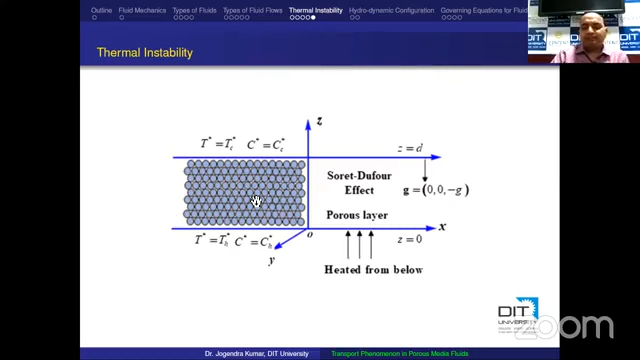 Outline
Fluid Mechanics
Types of Fluids
Types of Fluid Flows
Thermal Instability
Hydro-dynamic Configuration
Governing Equations for Fluid
Thermal Instability
z
T* = T*c C* = C*c
z = d
Soret-Dufour
Effect
g = (0, 0, −g)
Porous layer
o
x
T* = T*h C* = C*h
z = 0
y
Heated from below
DIT
UNIVERSITY
zoom
Dr. Jogendra Kumar, DIT University
Transport Phenomenon in Porous Media Fluids